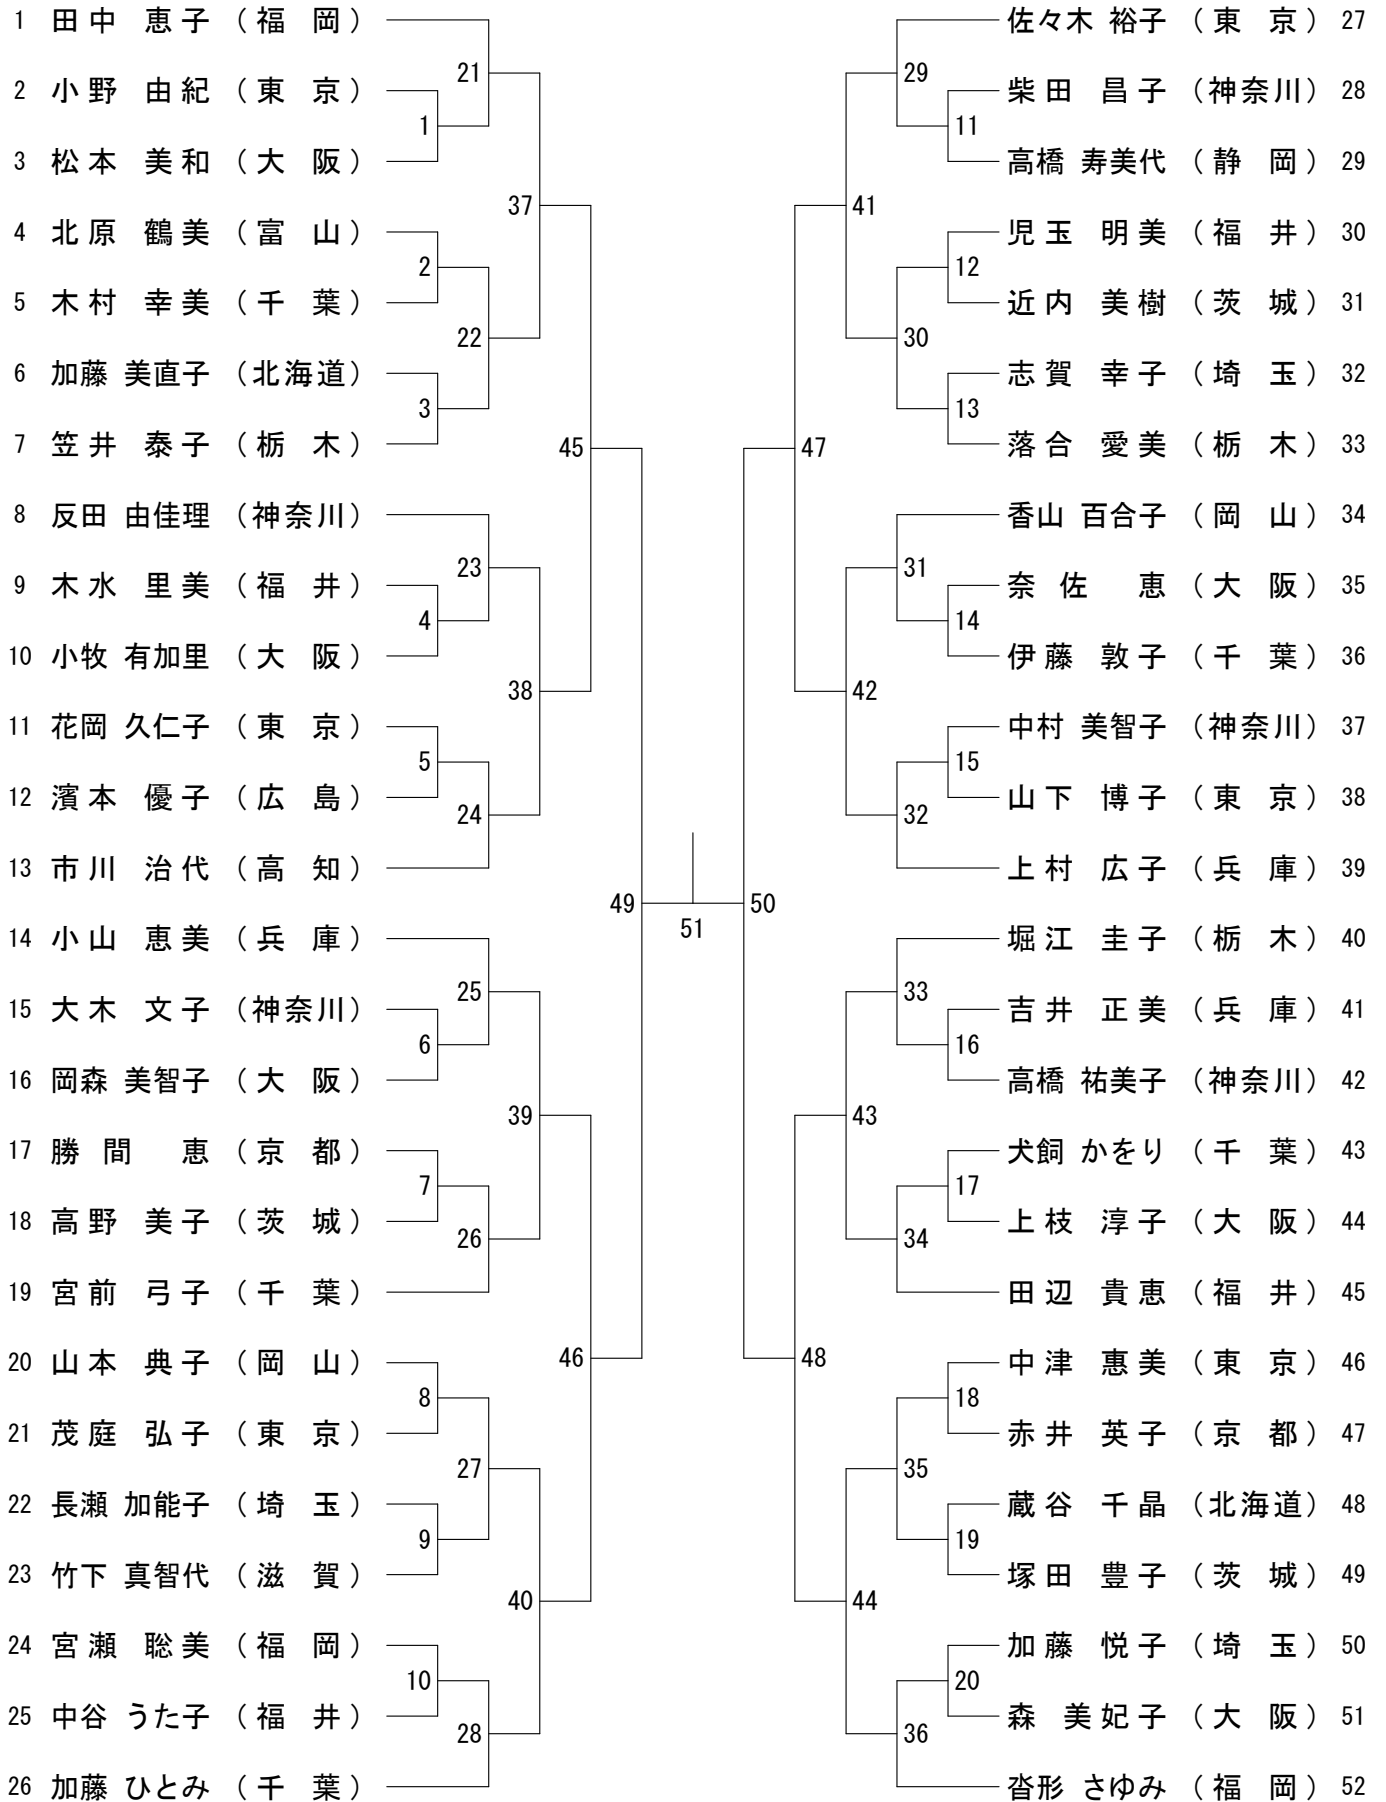 1 田中 恵子 (福 岡)
2 小野 由紀 (東 京)
3 松本 美和 (大 阪)
4 北原 鶴美 (富 山)
5 木村 幸美 (千 葉)
6 加藤 美直子 (北海道)
7 笠井 泰子 (栃 木)
8 反田 由佳理 (神奈川)
9 木水 里美 (福 井)
10 小牧 有加里 (大 阪)
11 花岡 久仁子 (東 京)
12 濱本 優子 (広 島)
13 市川 治代 (高 知)
14 小山 恵美 (兵 庫)
15 大木 文子 (神奈川)
16 岡森 美智子 (大 阪)
17 勝間 恵 (京 都)
18 高野 美子 (茨 城)
19 宮前 弓子 (千 葉)
20 山本 典子 (岡 山)
21 茂庭 弘子 (東 京)
22 長瀬 加能子 (埼 玉)
23 竹下 真智代 (滋 賀)
24 宮瀬 聡美 (福 岡)
25 中谷 うた子 (福 井)
26 加藤 ひとみ (千 葉)
21
1
37
2
22
3
45
23
4
38
5
24
49
25
6
39
7
26
46
8
27
9
40
10
28
51
50
29
11
41
12
30
13
47
31
14
42
15
32
33
16
43
17
34
48
18
35
19
44
20
36
佐々木 裕子 (東 京) 27
柴田 昌子 (神奈川) 28
高橋 寿美代 (静 岡) 29
児玉 明美 (福 井) 30
近内 美樹 (茨 城) 31
志賀 幸子 (埼 玉) 32
落合 愛美 (栃 木) 33
香山 百合子 (岡 山) 34
奈佐 恵 (大 阪) 35
伊藤 敦子 (千 葉) 36
中村 美智子 (神奈川) 37
山下 博子 (東 京) 38
上村 広子 (兵 庫) 39
堀江 圭子 (栃 木) 40
吉井 正美 (兵 庫) 41
高橋 祐美子 (神奈川) 42
犬飼 かをり (千 葉) 43
上枝 淳子 (大 阪) 44
田辺 貴恵 (福 井) 45
中津 惠美 (東 京) 46
赤井 英子 (京 都) 47
蔵谷 千晶 (北海道) 48
塚田 豊子 (茨 城) 49
加藤 悦子 (埼 玉) 50
森 美妃子 (大 阪) 51
沓形 さゆみ (福 岡) 52